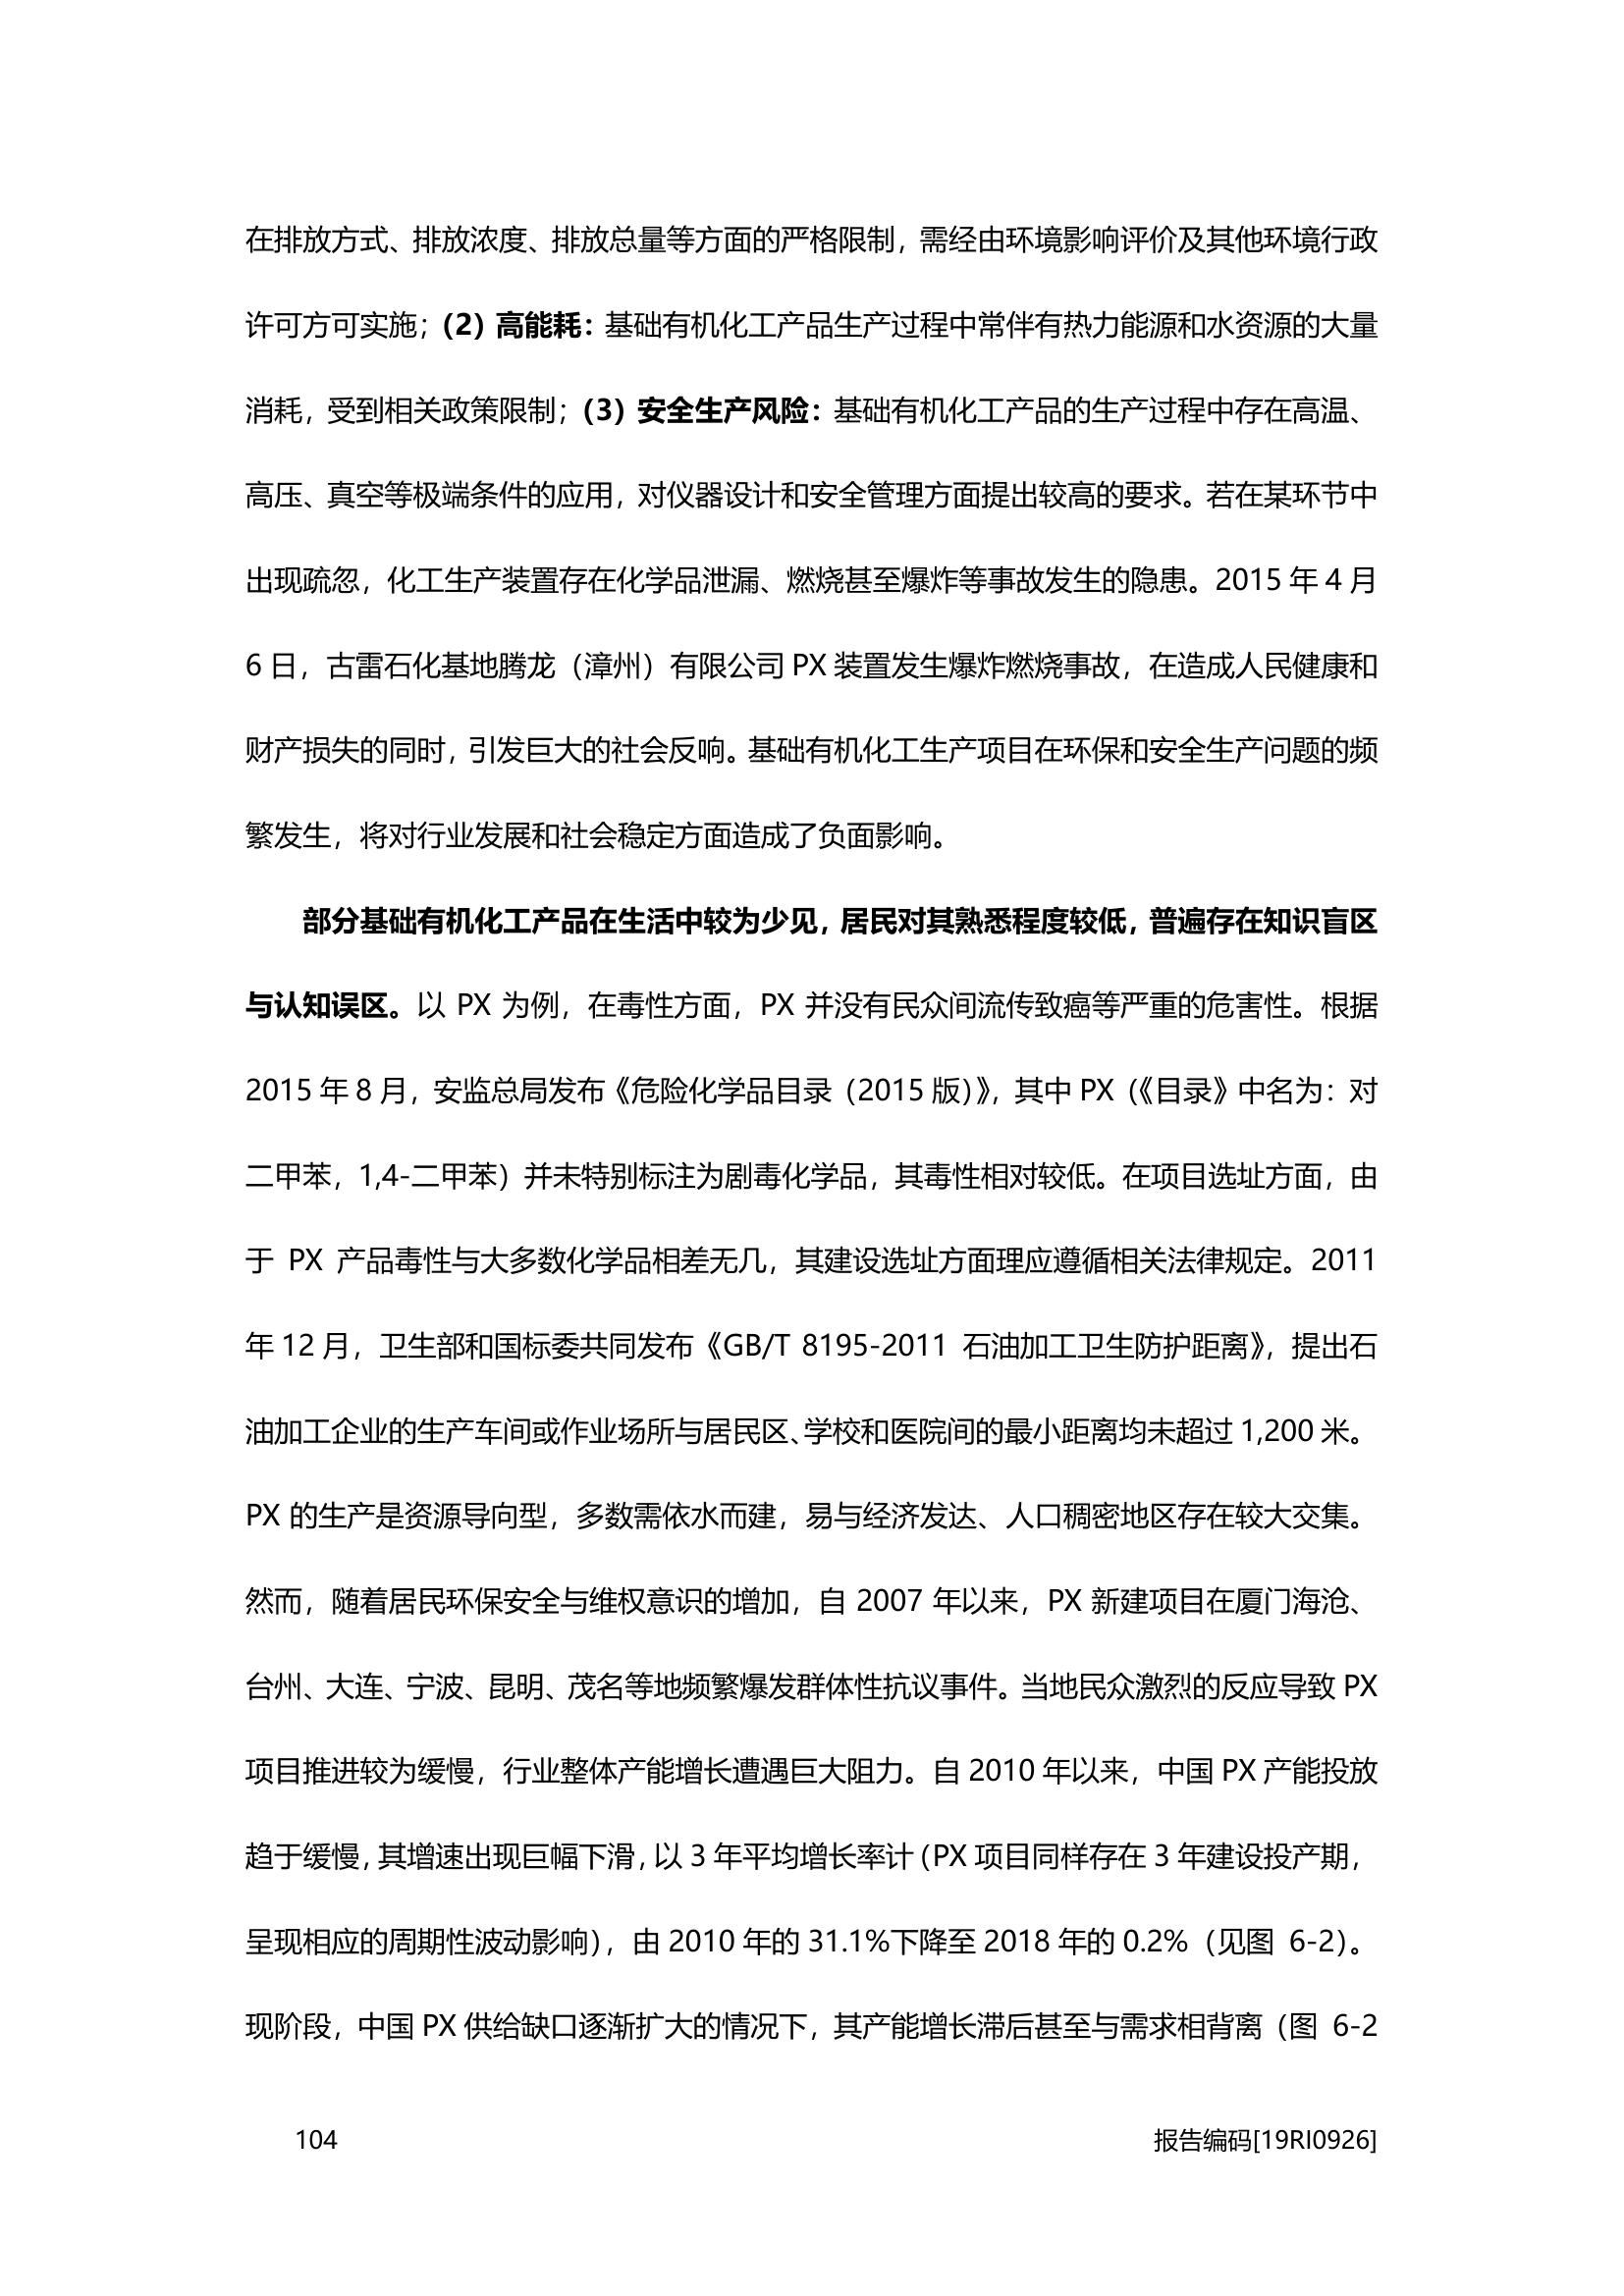 在排放方式、排放浓度、排放总量等方面的严格限制，需经由环境影响评价及其他环境行政
许可方可实施；（2）高能耗：基础有机化工产品生产过程中常伴有热力能源和水资源的大量
消耗，受到相关政策限制；（3）安全生产风险：基础有机化工产品的生产过程中存在高温、
高压、真空等极端条件的应用，对仪器设计和安全管理方面提出较高的要求。若在某环节中
出现疏忽，化工生产装置存在化学品泄漏、燃烧甚至爆炸等事故发生的隐患。2015 年 4 月
6 日，古雷石化基地腾龙（漳州）有限公司 PX 装置发生爆炸燃烧事故，在造成人民健康和
财产损失的同时，引发巨大的社会反响。基础有机化工生产项目在环保和安全生产问题的频
繁发生，将对行业发展和社会稳定方面造成了负面影响。
部分基础有机化工产品在生活中较为少见，居民对其熟悉程度较低，普遍存在知识盲区
与认知误区。以 PX 为例，在毒性方面，PX 并没有民众间流传致癌等严重的危害性。根据
2015 年 8 月，安监总局发布《危险化学品目录（2015 版）》，其中 PX（《目录》中名为：对
二甲苯，1,4-二甲苯）并未特别标注为剧毒化学品，其毒性相对较低。在项目选址方面，由
于 PX 产品毒性与大多数化学品相差无几，其建设选址方面理应遵循相关法律规定。2011
年 12 月，卫生部和国标委共同发布《GB/T 8195-2011 石油加工卫生防护距离》，提出石
油加工企业的生产车间或作业场所与居民区、学校和医院间的最小距离均未超过 1,200 米。
PX 的生产是资源导向型，多数需依水而建，易与经济发达、人口稠密地区存在较大交集。
然而，随着居民环保安全与维权意识的增加，自 2007 年以来，PX 新建项目在厦门海沧、
台州、大连、宁波、昆明、茂名等地频繁爆发群体性抗议事件。当地民众激烈的反应导致 PX
项目推进较为缓慢，行业整体产能增长遭遇巨大阻力。自 2010 年以来，中国 PX 产能投放
趋于缓慢，其增速出现巨幅下滑，以 3 年平均增长率计（PX 项目同样存在 3 年建设投产期，
呈现相应的周期性波动影响），由 2010 年的 31.1%下降至 2018 年的 0.2%（见图 6-2）。
现阶段，中国 PX 供给缺口逐渐扩大的情况下，其产能增长滞后甚至与需求相背离（图 6-2
104
报告编码[19RI0926]